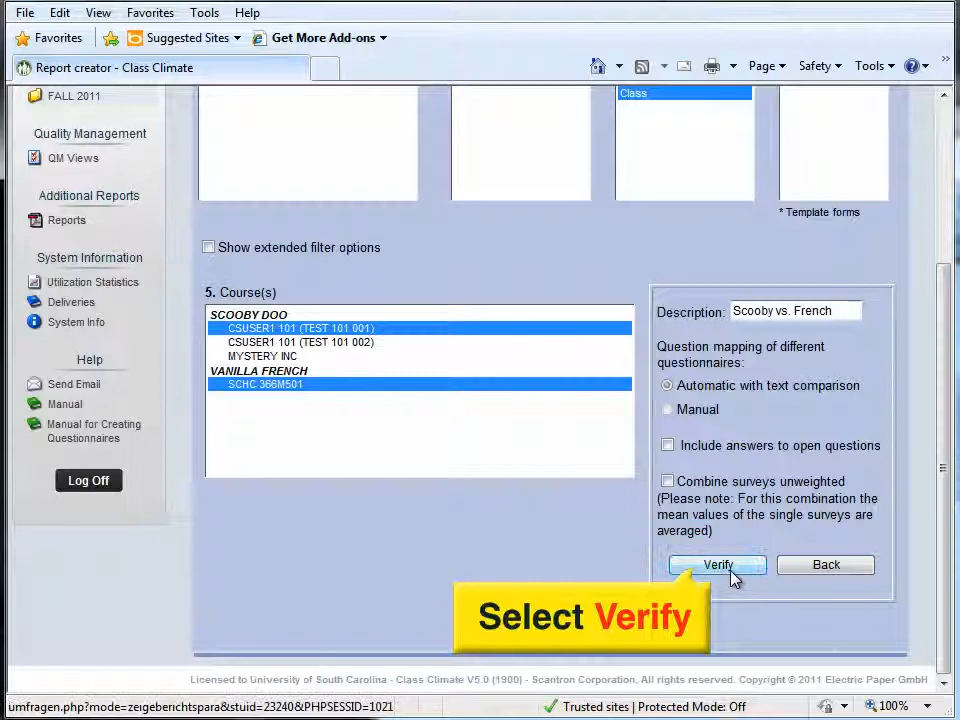 File Edit View Favorites Tools Help
Favorites Suggested Sites Get More Add-ons
Report creator - Class Climate
Page Safety Tools
FALL 2011
Quality Management
QM Views
Additional Reports
Reports
System Information
Utilization Statistics
Deliveries
System Info
Help
Send Email
Manual
Manual for Creating
Questionnaires
Log Off
Class
* Template forms
Show extended filter options
5. Course(s)
SCOOBY DOO
CSUSER1 101 (TEST 101 001)
CSUSER1 101 (TEST 101 002)
MYSTERY INC
VANILLA FRENCH
SCHC 366M501
Description: Scooby vs. French
Question mapping of different
questionnaires:
Automatic with text comparison
Manual
Include answers to open questions
Combine surveys unweighted
(Please note: For this combination the
mean values of the single surveys are
averaged)
Verify Back
Select Verify
Licensed to University of South Carolina - Class Climate V5.0 (1900) - Scantron Corporation, All rights reserved. Copyright © 2011 Electric Paper GmbH
umfragen.php?mode=zeigeberichtspara&stuid=23240&PHPSESSID=1021 Trusted sites | Protected Mode: Off 100%